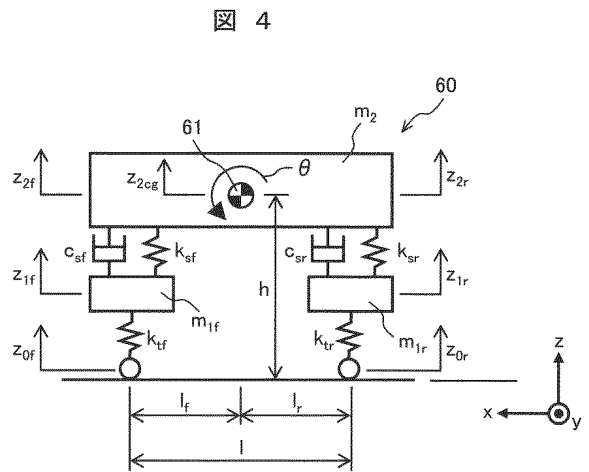 図 4
60
m2
61
θ
z2f
z2cg
z2r
csf
ksf
csr
ksr
z1f
h
z1r
m1f
m1r
z0f
ktf
ktr
z0r
z
x
y
lf
lr
l